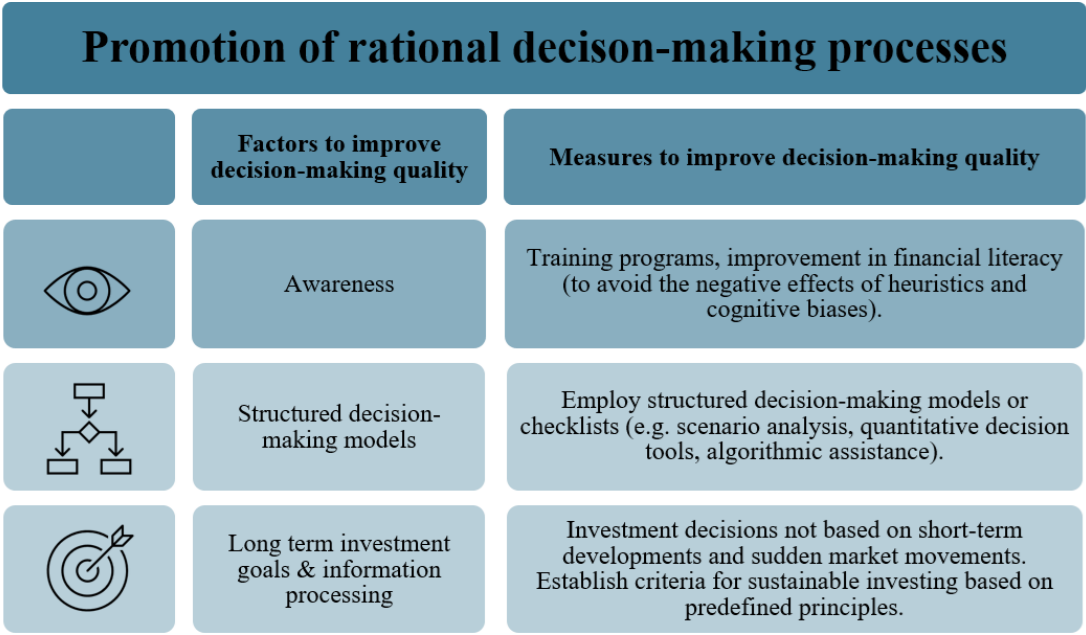 Promotion of rational decison-making processes
Factors to improve
decision-making quality
Measures to improve decision-making quality
Awareness
Training programs, improvement in financial literacy
(to avoid the negative effects of heuristics and
cognitive biases).
Structured decision-
making models
Employ structured decision-making models or
checklists (e.g. scenario analysis, quantitative decision
tools, algorithmic assistance).
Long term investment
goals & information
processing
Investment decisions not based on short-term
developments and sudden market movements.
Establish criteria for sustainable investing based on
predefined principles.